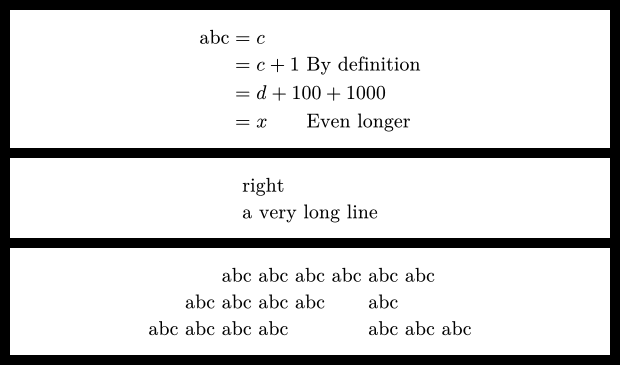 abc = c
= c + 1 By definition
= d + 100 + 1000
= x Even longer
right
a very long line
abc abc abc abc abc abc
abc abc abc abc abc
abc abc abc abc abc abc abc